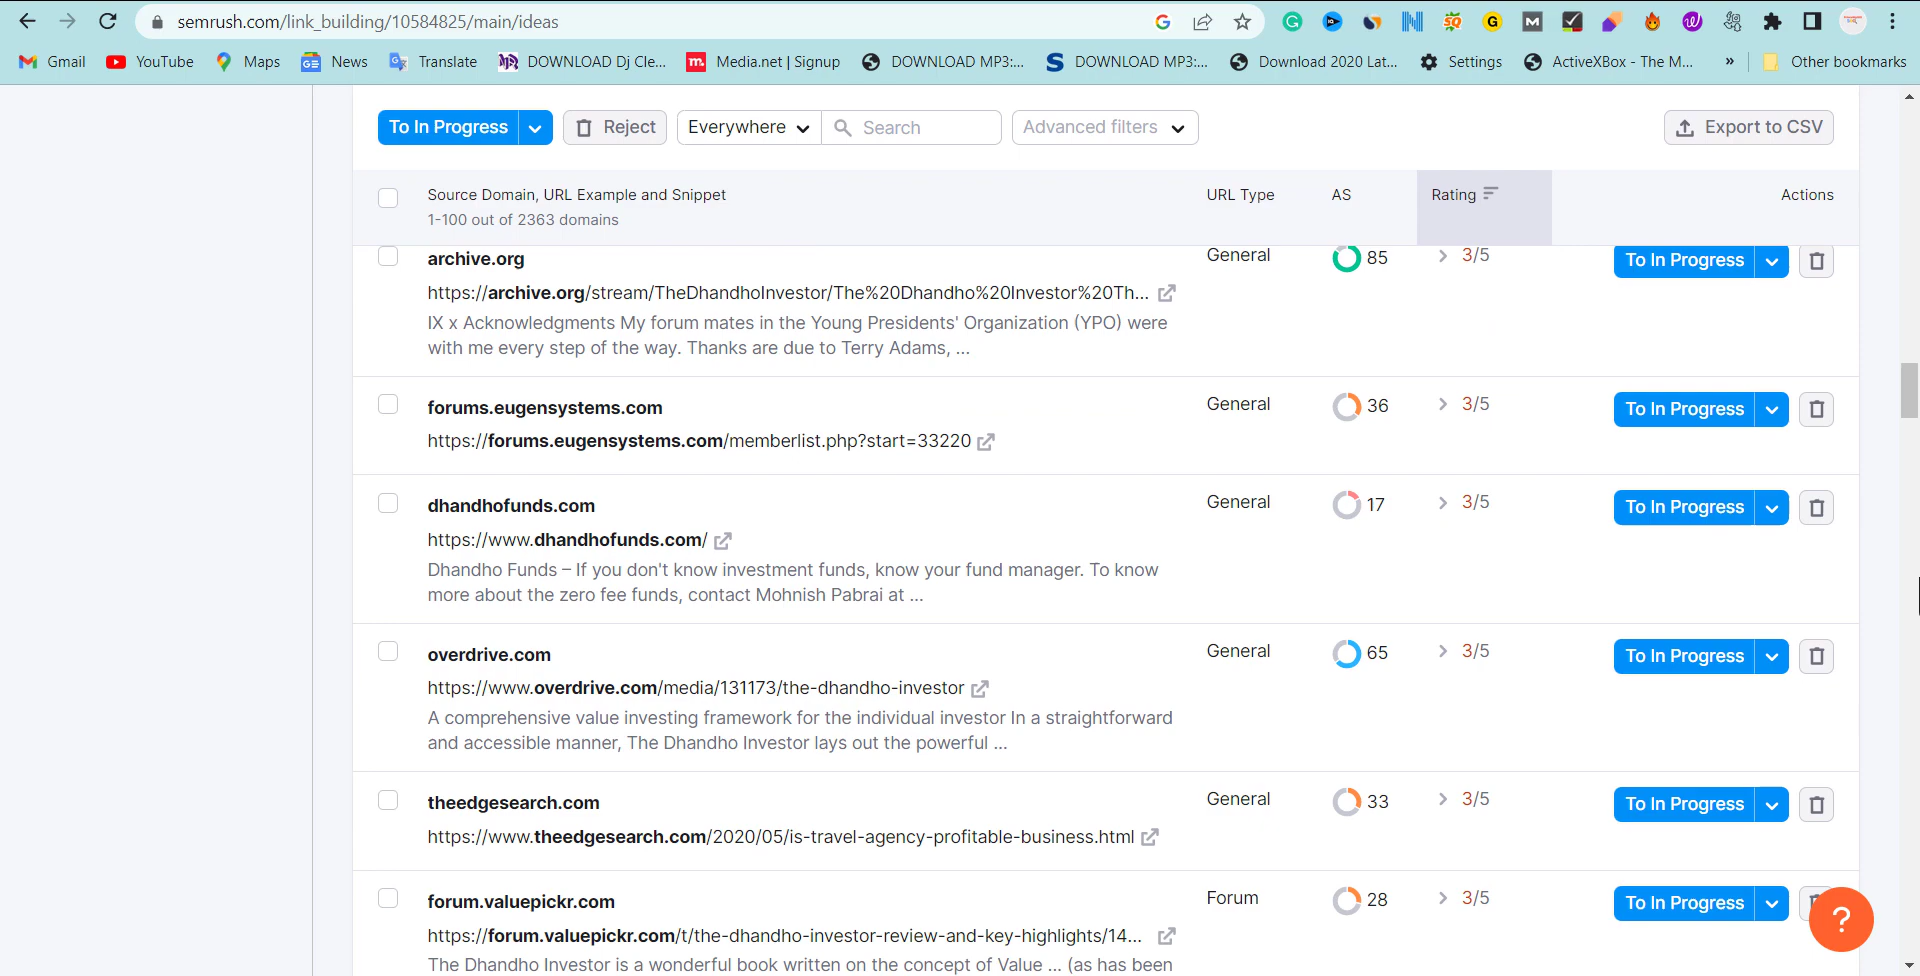 semrush.com/link_building/10584825/main/ideas
Gmail YouTube Maps News Translate DOWNLOAD Dj Cle... Media.net | Signup DOWNLOAD MP3:... DOWNLOAD MP3:... Download 2020 Lat... Settings ActiveXBox - The M... » Other bookmarks
To In Progress Reject Everywhere Search Advanced filters Export to CSV
Source Domain, URL Example and Snippet URL Type AS Rating Actions
1-100 out of 2363 domains
archive.org General 85 3/5 To In Progress
https://archive.org/stream/TheDhandhoInvestor/The%20Dhandho%20Investor%20Th...
IX x Acknowledgments My forum mates in the Young Presidents' Organization (YPO) were
with me every step of the way. Thanks are due to Terry Adams, ...
forums.eugensystems.com General 36 3/5 To In Progress
https://forums.eugensystems.com/memberlist.php?start=33220
dhandhofunds.com General 17 3/5 To In Progress
https://www.dhandhofunds.com/
Dhandho Funds – If you don't know investment funds, know your fund manager. To know
more about the zero fee funds, contact Mohnish Pabrai at ...
overdrive.com General 65 3/5 To In Progress
https://www.overdrive.com/media/131173/the-dhandho-investor
A comprehensive value investing framework for the individual investor In a straightforward
and accessible manner, The Dhandho Investor lays out the powerful ...
theedgesearch.com General 33 3/5 To In Progress
https://www.theedgesearch.com/2020/05/is-travel-agency-profitable-business.html
forum.valuepickr.com Forum 28 3/5 To In Progress
?
https://forum.valuepickr.com/t/the-dhandho-investor-review-and-key-highlights/14...
The Dhandho Investor is a wonderful book written on the concept of Value ... (as has been